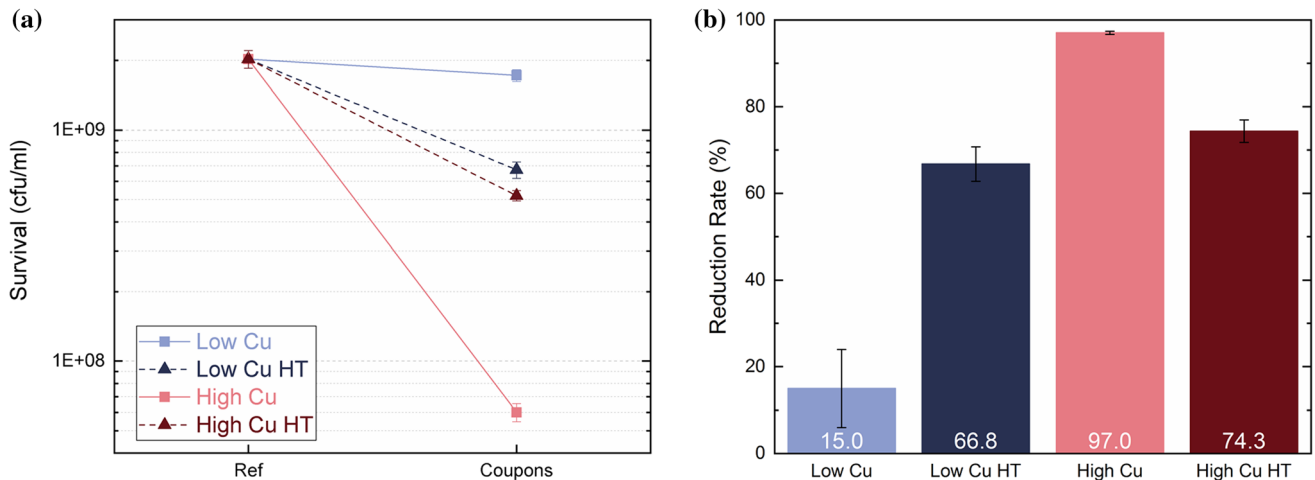 (a)
Survival (cfu/ml)
1E+09
1E+08
Low Cu
Low Cu HT
High Cu
High Cu HT
Ref
Coupons
(b)
Reduction Rate (%)
100
80
60
40
20
0
15.0
66.8
97.0
74.3
Low Cu
Low Cu HT
High Cu
High Cu HT